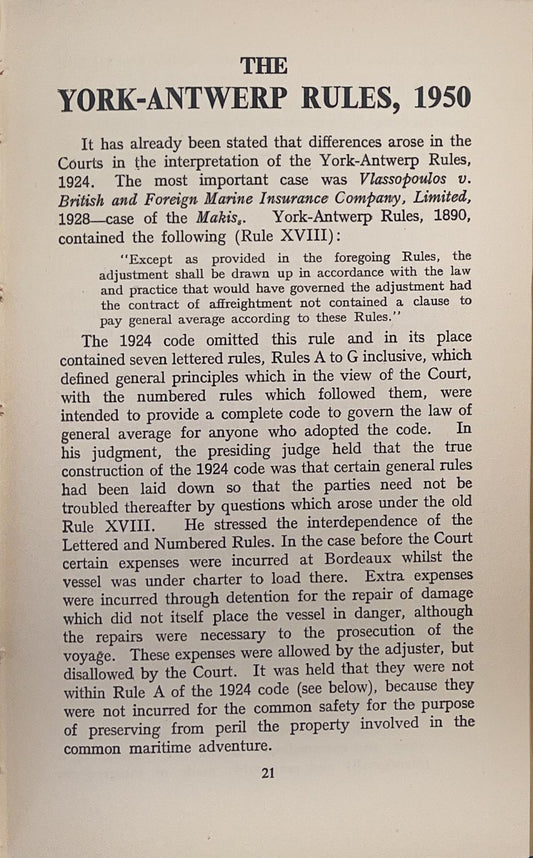 THE
YORK-ANTWERP RULES, 1950
It has already been stated that differences arose in the
Courts in the interpretation of the York-Antwerp Rules,
1924. The most important case was Vlassopoulos v.
British and Foreign Marine Insurance Company, Limited,
1928—case of the Makis. York-Antwerp Rules, 1890,
contained the following (Rule XVIII):
"Except as provided in the foregoing Rules, the
adjustment shall be drawn up in accordance with the law
and practice that would have governed the adjustment had
the contract of affreightment not contained a clause to
pay general average according to these Rules."
The 1924 code omitted this rule and in its place
contained seven lettered rules, Rules A to G inclusive, which
defined general principles which in the view of the Court,
with the numbered rules which followed them, were
intended to provide a complete code to govern the law of
general average for anyone who adopted the code. In
his judgment, the presiding judge held that the true
construction of the 1924 code was that certain general rules
had been laid down so that the parties need not be
troubled thereafter by questions which arose under the old
Rule XVIII. He stressed the interdependence of the
Lettered and Numbered Rules. In the case before the Court
certain expenses were incurred at Bordeaux whilst the
vessel was under charter to load there. Extra expenses
were incurred through detention for the repair of damage
which did not itself place the vessel in danger, although
the repairs were necessary to the prosecution of the
voyage. These expenses were allowed by the adjuster, but
disallowed by the Court. It was held that they were not
within Rule A of the 1924 code (see below), because they
were not incurred for the common safety for the purpose
of preserving from peril the property involved in the
common maritime adventure.
21